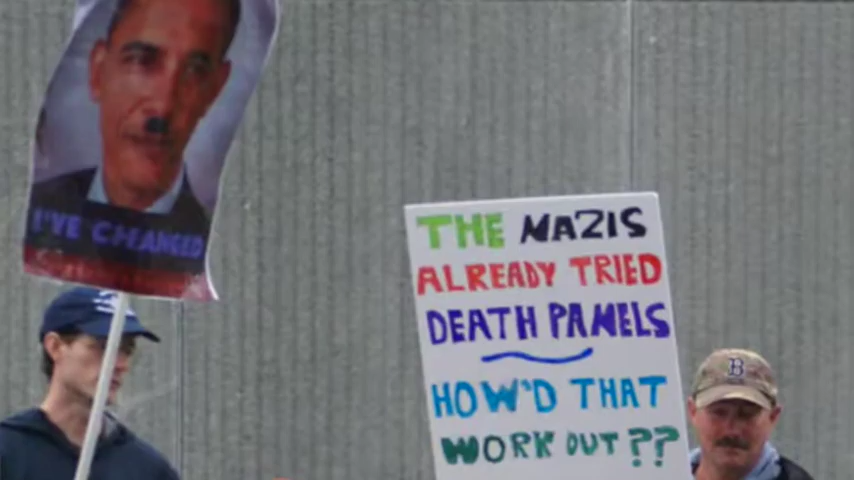 I'VE CHANGED
THE NAZIS
ALREADY TRIED
DEATH PANELS
HOW'D THAT
WORK OUT??
B